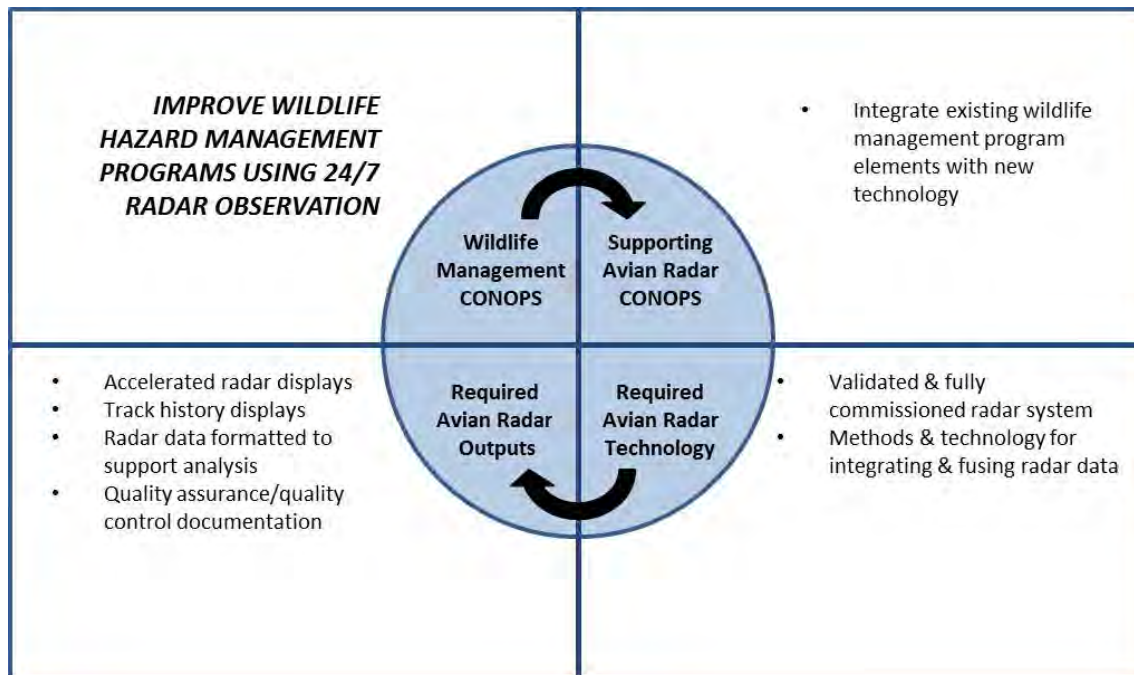 IMPROVE WILDLIFE
HAZARD MANAGEMENT
PROGRAMS USING 24/7
RADAR OBSERVATION
• Integrate existing wildlife
management program
elements with new
technology
Wildlife
Management
CONOPS
Supporting
Avian Radar
CONOPS
• Accelerated radar displays
• Track history displays
• Radar data formatted to
support analysis
• Quality assurance/quality
control documentation
Required
Avian Radar
Outputs
Required
Avian Radar
Technology
• Validated & fully
commissioned radar system
• Methods & technology for
integrating & fusing radar data